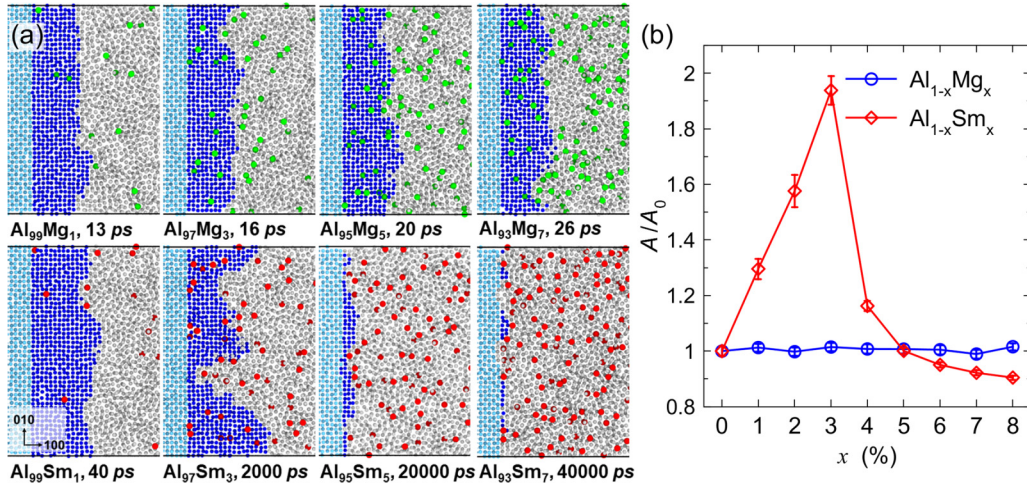 (a)
Al₉₉Mg₁, 13 ps
Al₉₇Mg₃, 16 ps
Al₉₅Mg₅, 20 ps
Al₉₃Mg₇, 26 ps
010
100
Al₉₉Sm₁, 40 ps
Al₉₇Sm₃, 2000 ps
Al₉₅Sm₅, 20000 ps
Al₉₃Sm₇, 40000 ps
(b)
Al₁₋ₓMgₓ
Al₁₋ₓSmₓ
A/A₀
2
1.8
1.6
1.4
1.2
1
0.8
0 1 2 3 4 5 6 7 8
x (%)